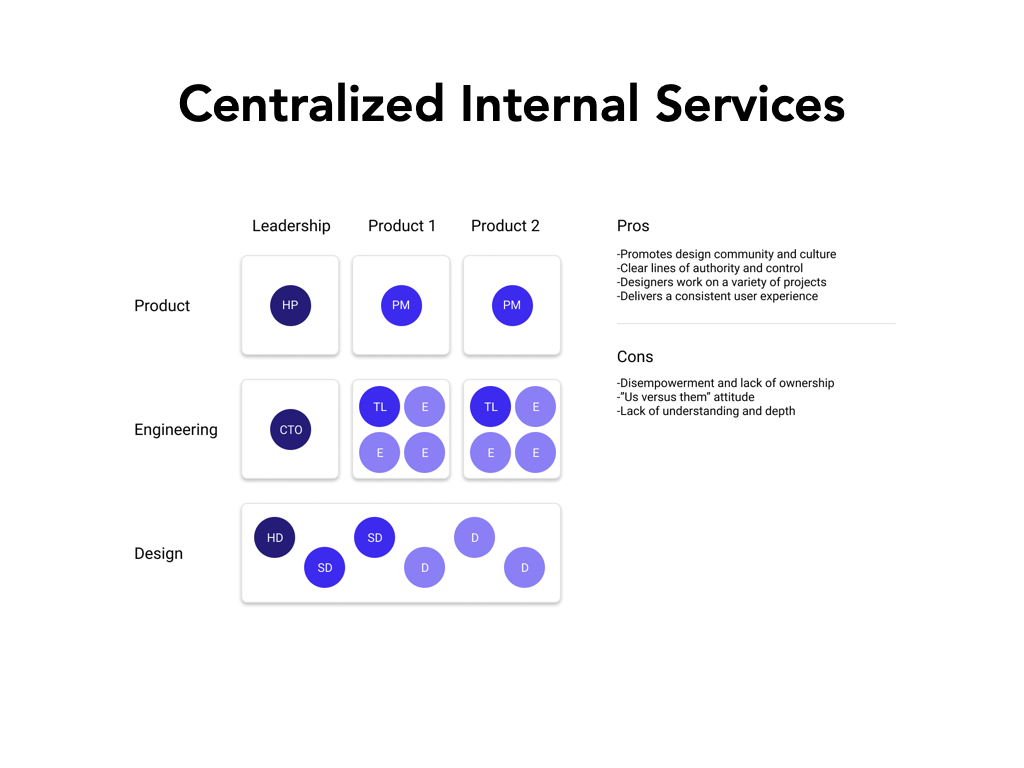 Centralized Internal Services
Leadership Product 1 Product 2
Product HP PM PM
Engineering CTO TL E TL E
E E E E
Design HD SD D
SD D D
Pros
-Promotes design community and culture
-Clear lines of authority and control
-Designers work on a variety of projects
-Delivers a consistent user experience
Cons
-Disempowerment and lack of ownership
-"Us versus them” attitude
-Lack of understanding and depth